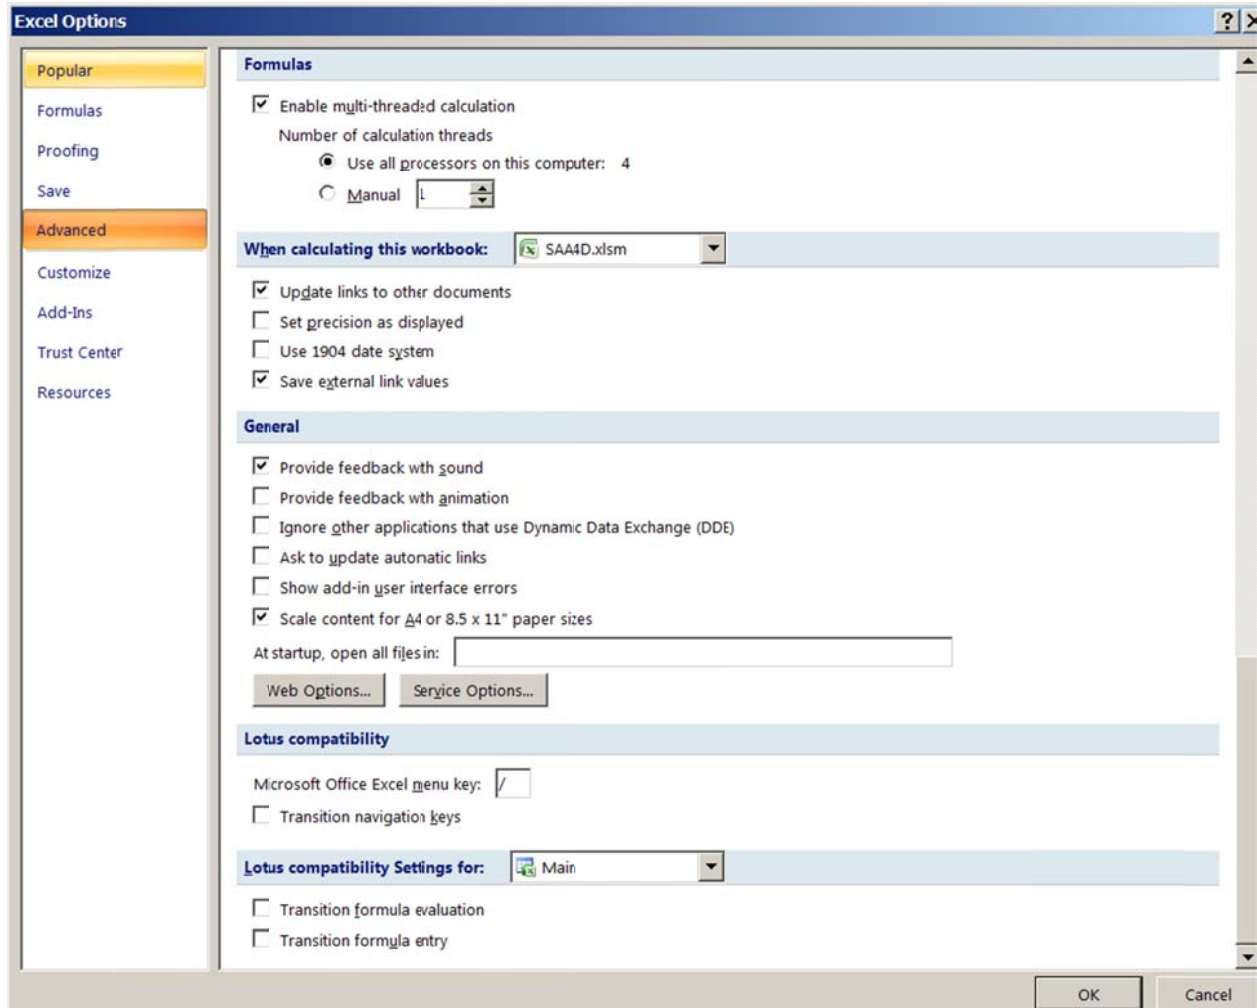 Excel Options
Popular
Formulas
Proofing
Save
Advanced
Customize
Add-Ins
Trust Center
Resources
Formulas
Enable multi-threaded calculation
Number of calculation threads
Use all processors on this computer: 4
Manual 1
When calculating this workbook: SAA4D.xlsm
Update links to other documents
Set precision as displayed
Use 1904 date system
Save external link values
General
Provide feedback with sound
Provide feedback with animation
Ignore other applications that use Dynamic Data Exchange (DDE)
Ask to update automatic links
Show add-in user interface errors
Scale content for A4 or 8.5 x 11" paper sizes
At startup, open all files in:
Web Options... Service Options...
Lotus compatibility
Microsoft Office Excel menu key: /
Transition navigation keys
Lotus compatibility Settings for: Main
Transition formula evaluation
Transition formula entry
OK Cancel